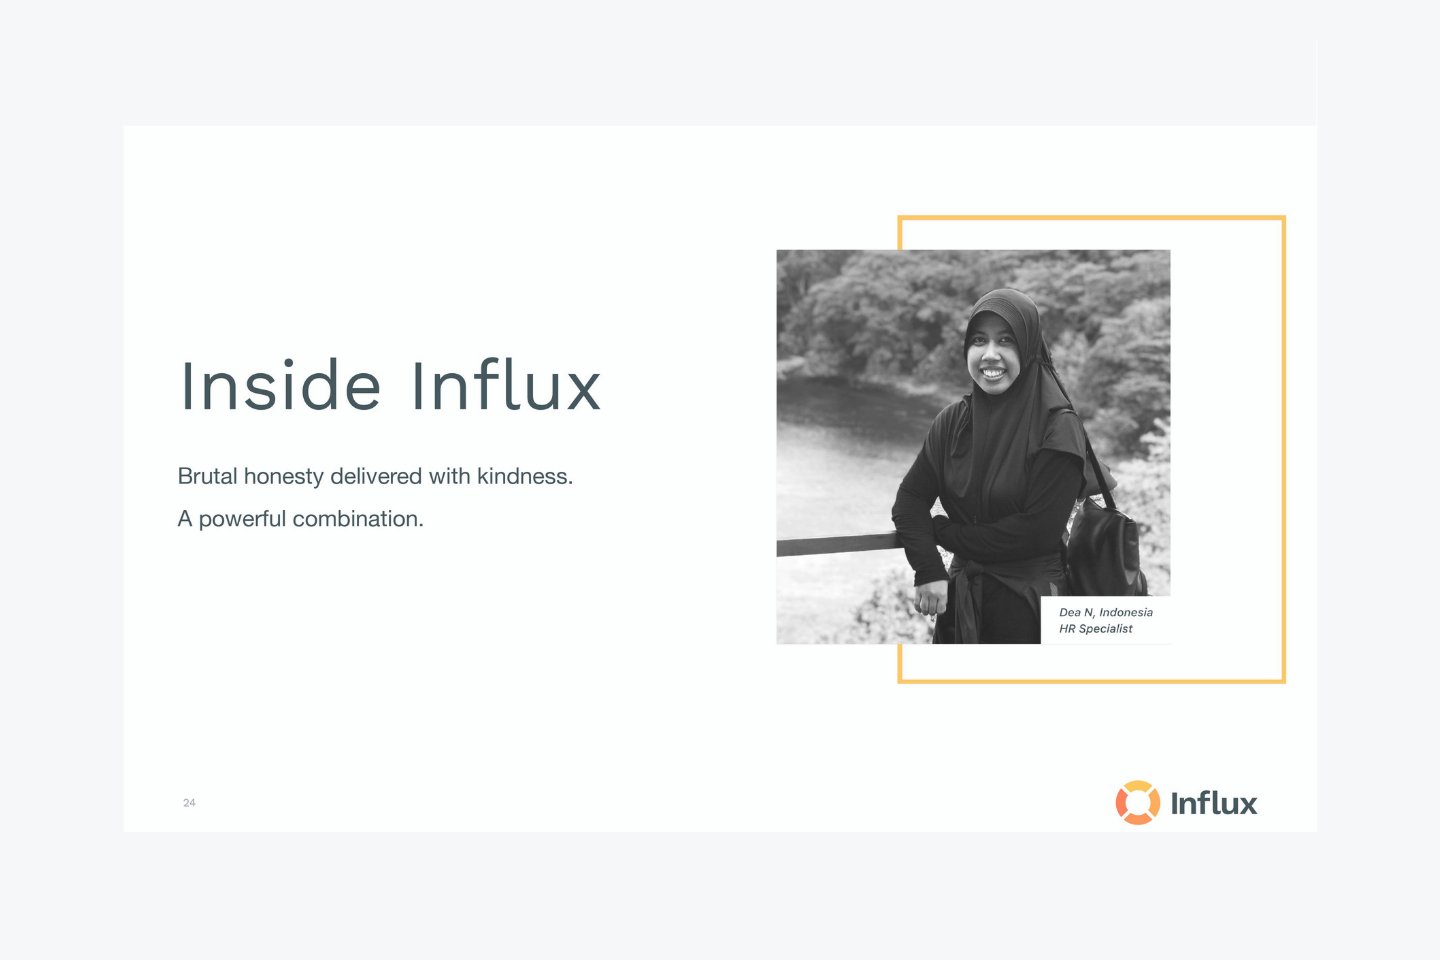 Inside Influx
Brutal honesty delivered with kindness.
A powerful combination.
Dea N, Indonesia
HR Specialist
24
Influx